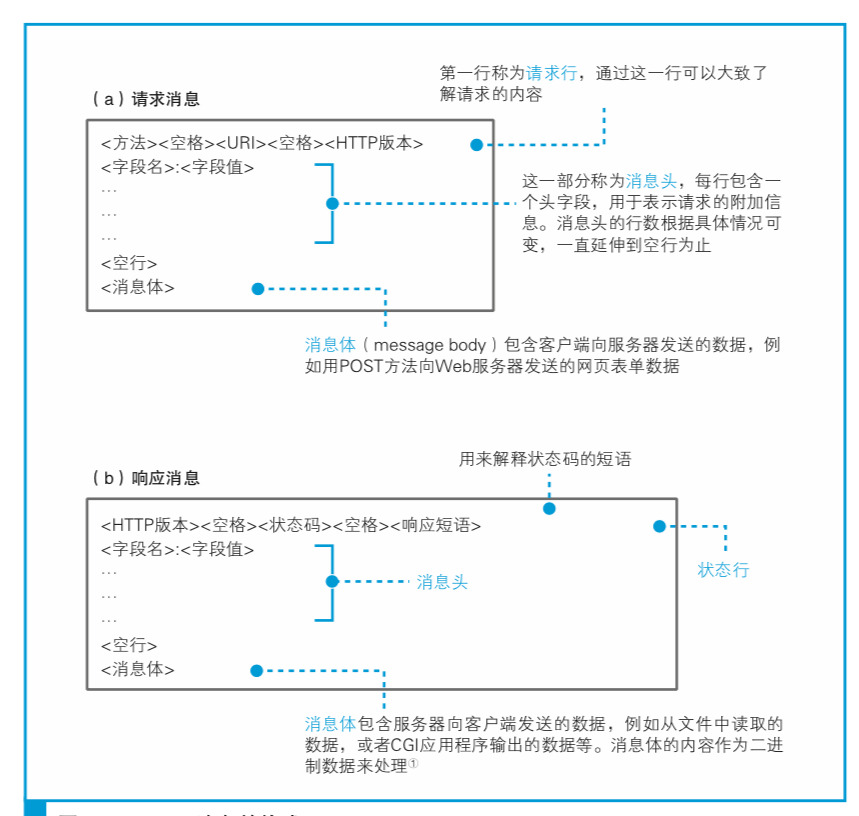 第一行称为请求行，通过这一行可以大致了
解请求的内容
（a）请求消息
<方法><空格><URI><空格><HTTP版本>
<字段名>:<字段值>
…
…
…
<空行>
<消息体>
这一部分称为消息头，每行包含一
个头字段，用于表示请求的附加信
息。消息头的行数根据具体情况可
变，一直延伸到空行为止
消息体（message body）包含客户端向服务器发送的数据，例
如用POST方法向Web服务器发送的网页表单数据
用来解释状态码的短语
（b）响应消息
<HTTP版本><空格><状态码><空格><响应短语>
<字段名>:<字段值>
…
…
…
<空行>
<消息体>
消息头
状态行
消息体包含服务器向客户端发送的数据，例如从文件中读取的
数据，或者CGI应用程序输出的数据等。消息体的内容作为二进
制数据来处理①